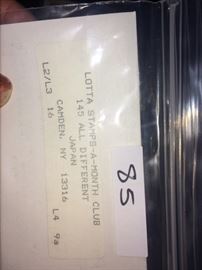 LOTTA STAMPS-A-MONTH CLUB
145 ALL DIFFERENT
JAPAN
CAMDEN, NY 13316 L4 9a
16
L2/L3
85